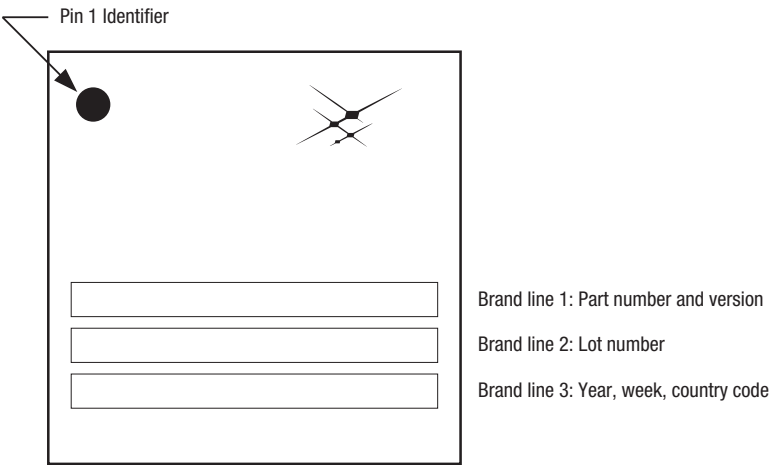 Pin 1 Identifier
Brand line 1: Part number and version
Brand line 2: Lot number
Brand line 3: Year, week, country code